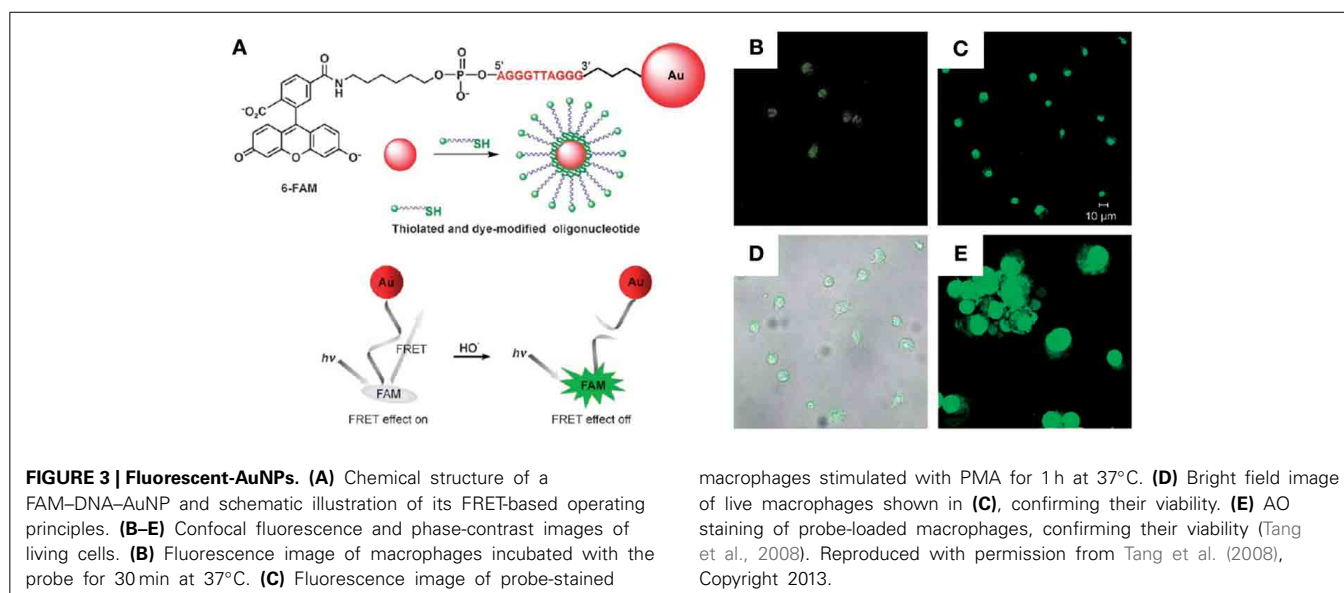 A
O
N
H
O
O
P
O⁻
O
5'
AGGGTTAGGG
3'
Au
⁻O₂C
O
O
O⁻
6-FAM
SH
SH
Thiolated and dye-modified oligonucleotide
Au
hv
FRET
FAM
FRET effect on
HO·
Au
hv
FAM
FRET effect off
B
C
10 μm
D
E
FIGURE 3 | Fluorescent-AuNPs. (A) Chemical structure of a
FAM–DNA–AuNP and schematic illustration of its FRET-based operating
principles. (B–E) Confocal fluorescence and phase-contrast images of
living cells. (B) Fluorescence image of macrophages incubated with the
probe for 30 min at 37°C. (C) Fluorescence image of probe-stained
macrophages stimulated with PMA for 1 h at 37°C. (D) Bright field image
of live macrophages shown in (C), confirming their viability. (E) AO
staining of probe-loaded macrophages, confirming their viability (Tang
et al., 2008). Reproduced with permission from Tang et al. (2008),
Copyright 2013.